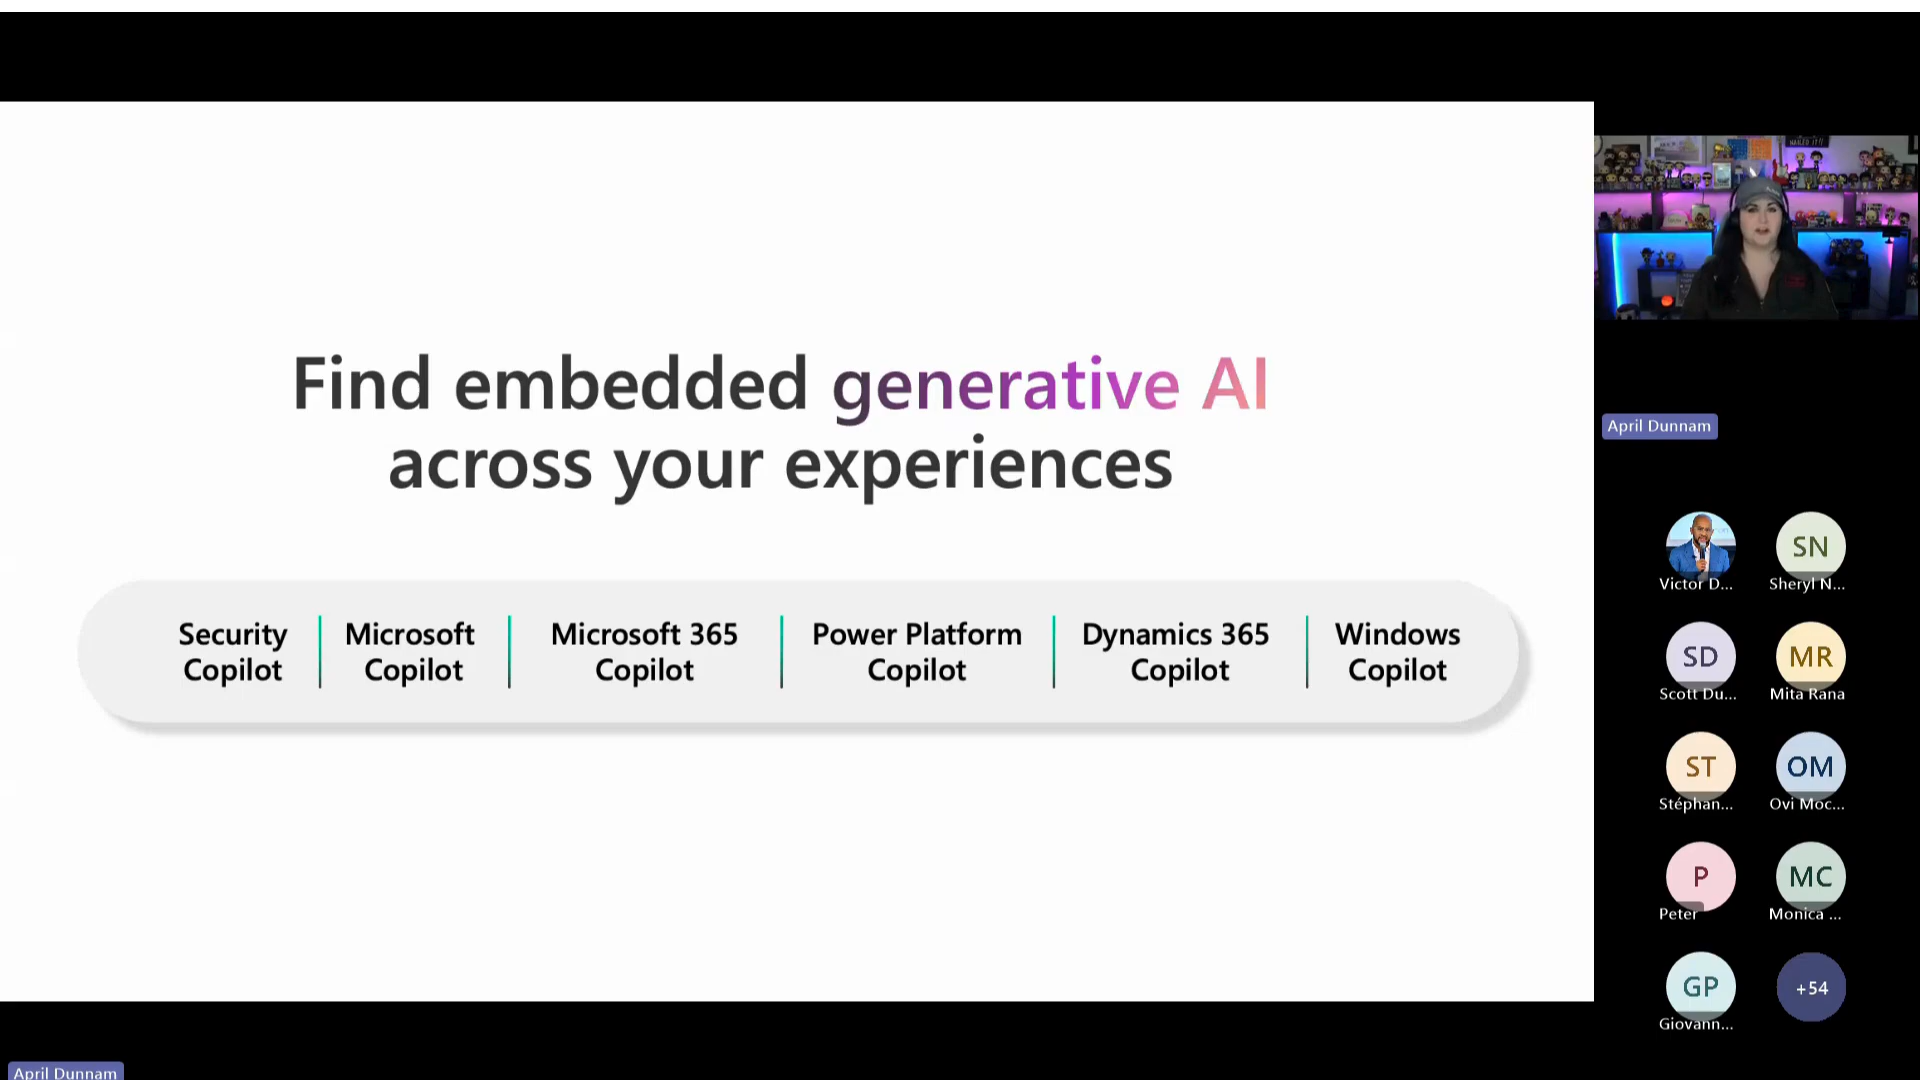 Find embedded generative AI
across your experiences
Security
Copilot
Microsoft
Copilot
Microsoft 365
Copilot
Power Platform
Copilot
Dynamics 365
Copilot
Windows
Copilot
April Dunnam
Victor D...
SN
Sheryl N...
SD
Scott Du...
MR
Mita Rana
ST
Stéphan...
OM
Ovi Moc...
P
Peter
MC
Monica ...
GP
Giovann...
+54
April Dunnam